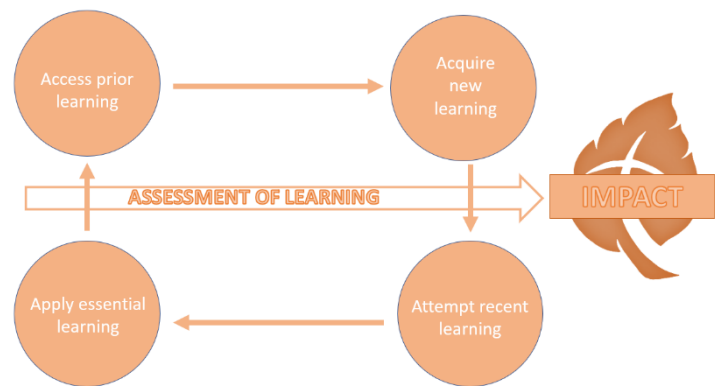 Access prior
learning
Acquire
new
learning
ASSESSMENT OF LEARNING
IMPACT
Apply essential
learning
Attempt recent
learning